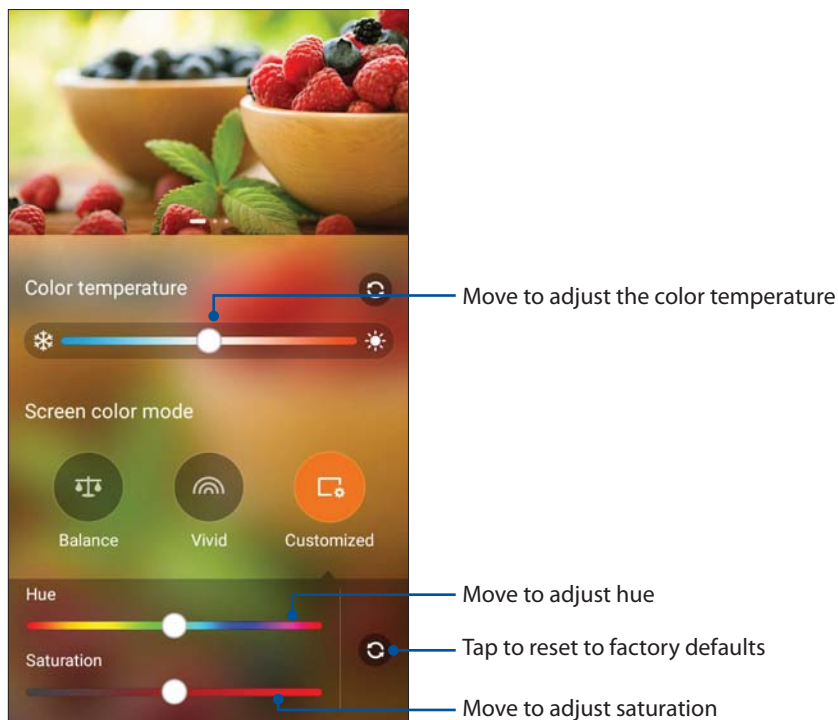 Color temperature
Move to adjust the color temperature
Screen color mode
Balance
Vivid
Customized
Hue
Move to adjust hue
Tap to reset to factory defaults
Saturation
Move to adjust saturation